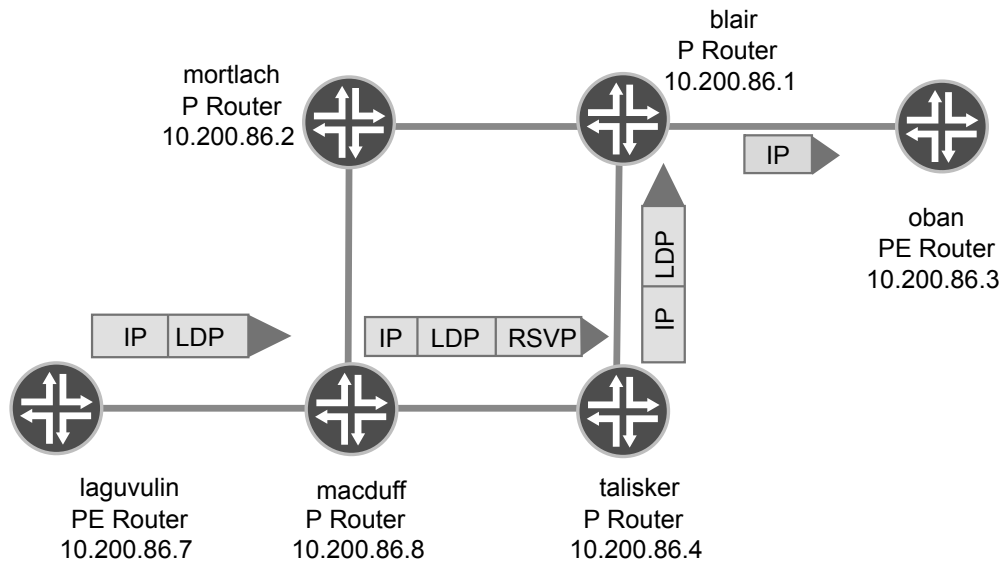 blair
P Router
10.200.86.1
mortlach
P Router
10.200.86.2
IP
oban
PE Router
10.200.86.3
LDP
IP
IP
LDP
IP
LDP
RSVP
laguvulin
PE Router
10.200.86.7
macduff
P Router
10.200.86.8
talisker
P Router
10.200.86.4